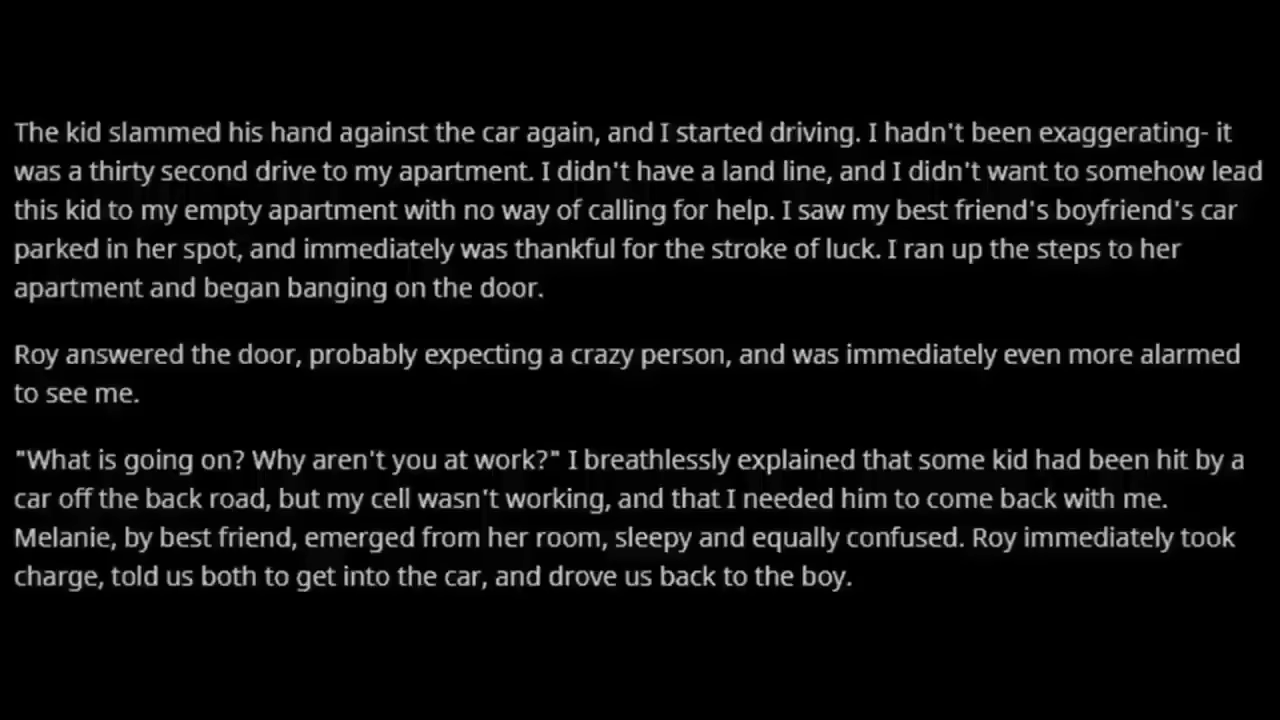 The kid slammed his hand against the car again, and I started driving. I hadn't been exaggerating- it
was a thirty second drive to my apartment. I didn't have a land line, and I didn't want to somehow lead
this kid to my empty apartment with no way of calling for help. I saw my best friend's boyfriend's car
parked in her spot, and immediately was thankful for the stroke of luck. I ran up the steps to her
apartment and began banging on the door.
Roy answered the door, probably expecting a crazy person, and was immediately even more alarmed
to see me.
"What is going on? Why aren't you at work?" I breathlessly explained that some kid had been hit by a
car off the back road, but my cell wasn't working, and that I needed him to come back with me.
Melanie, by best friend, emerged from her room, sleepy and equally confused. Roy immediately took
charge, told us both to get into the car, and drove us back to the boy.